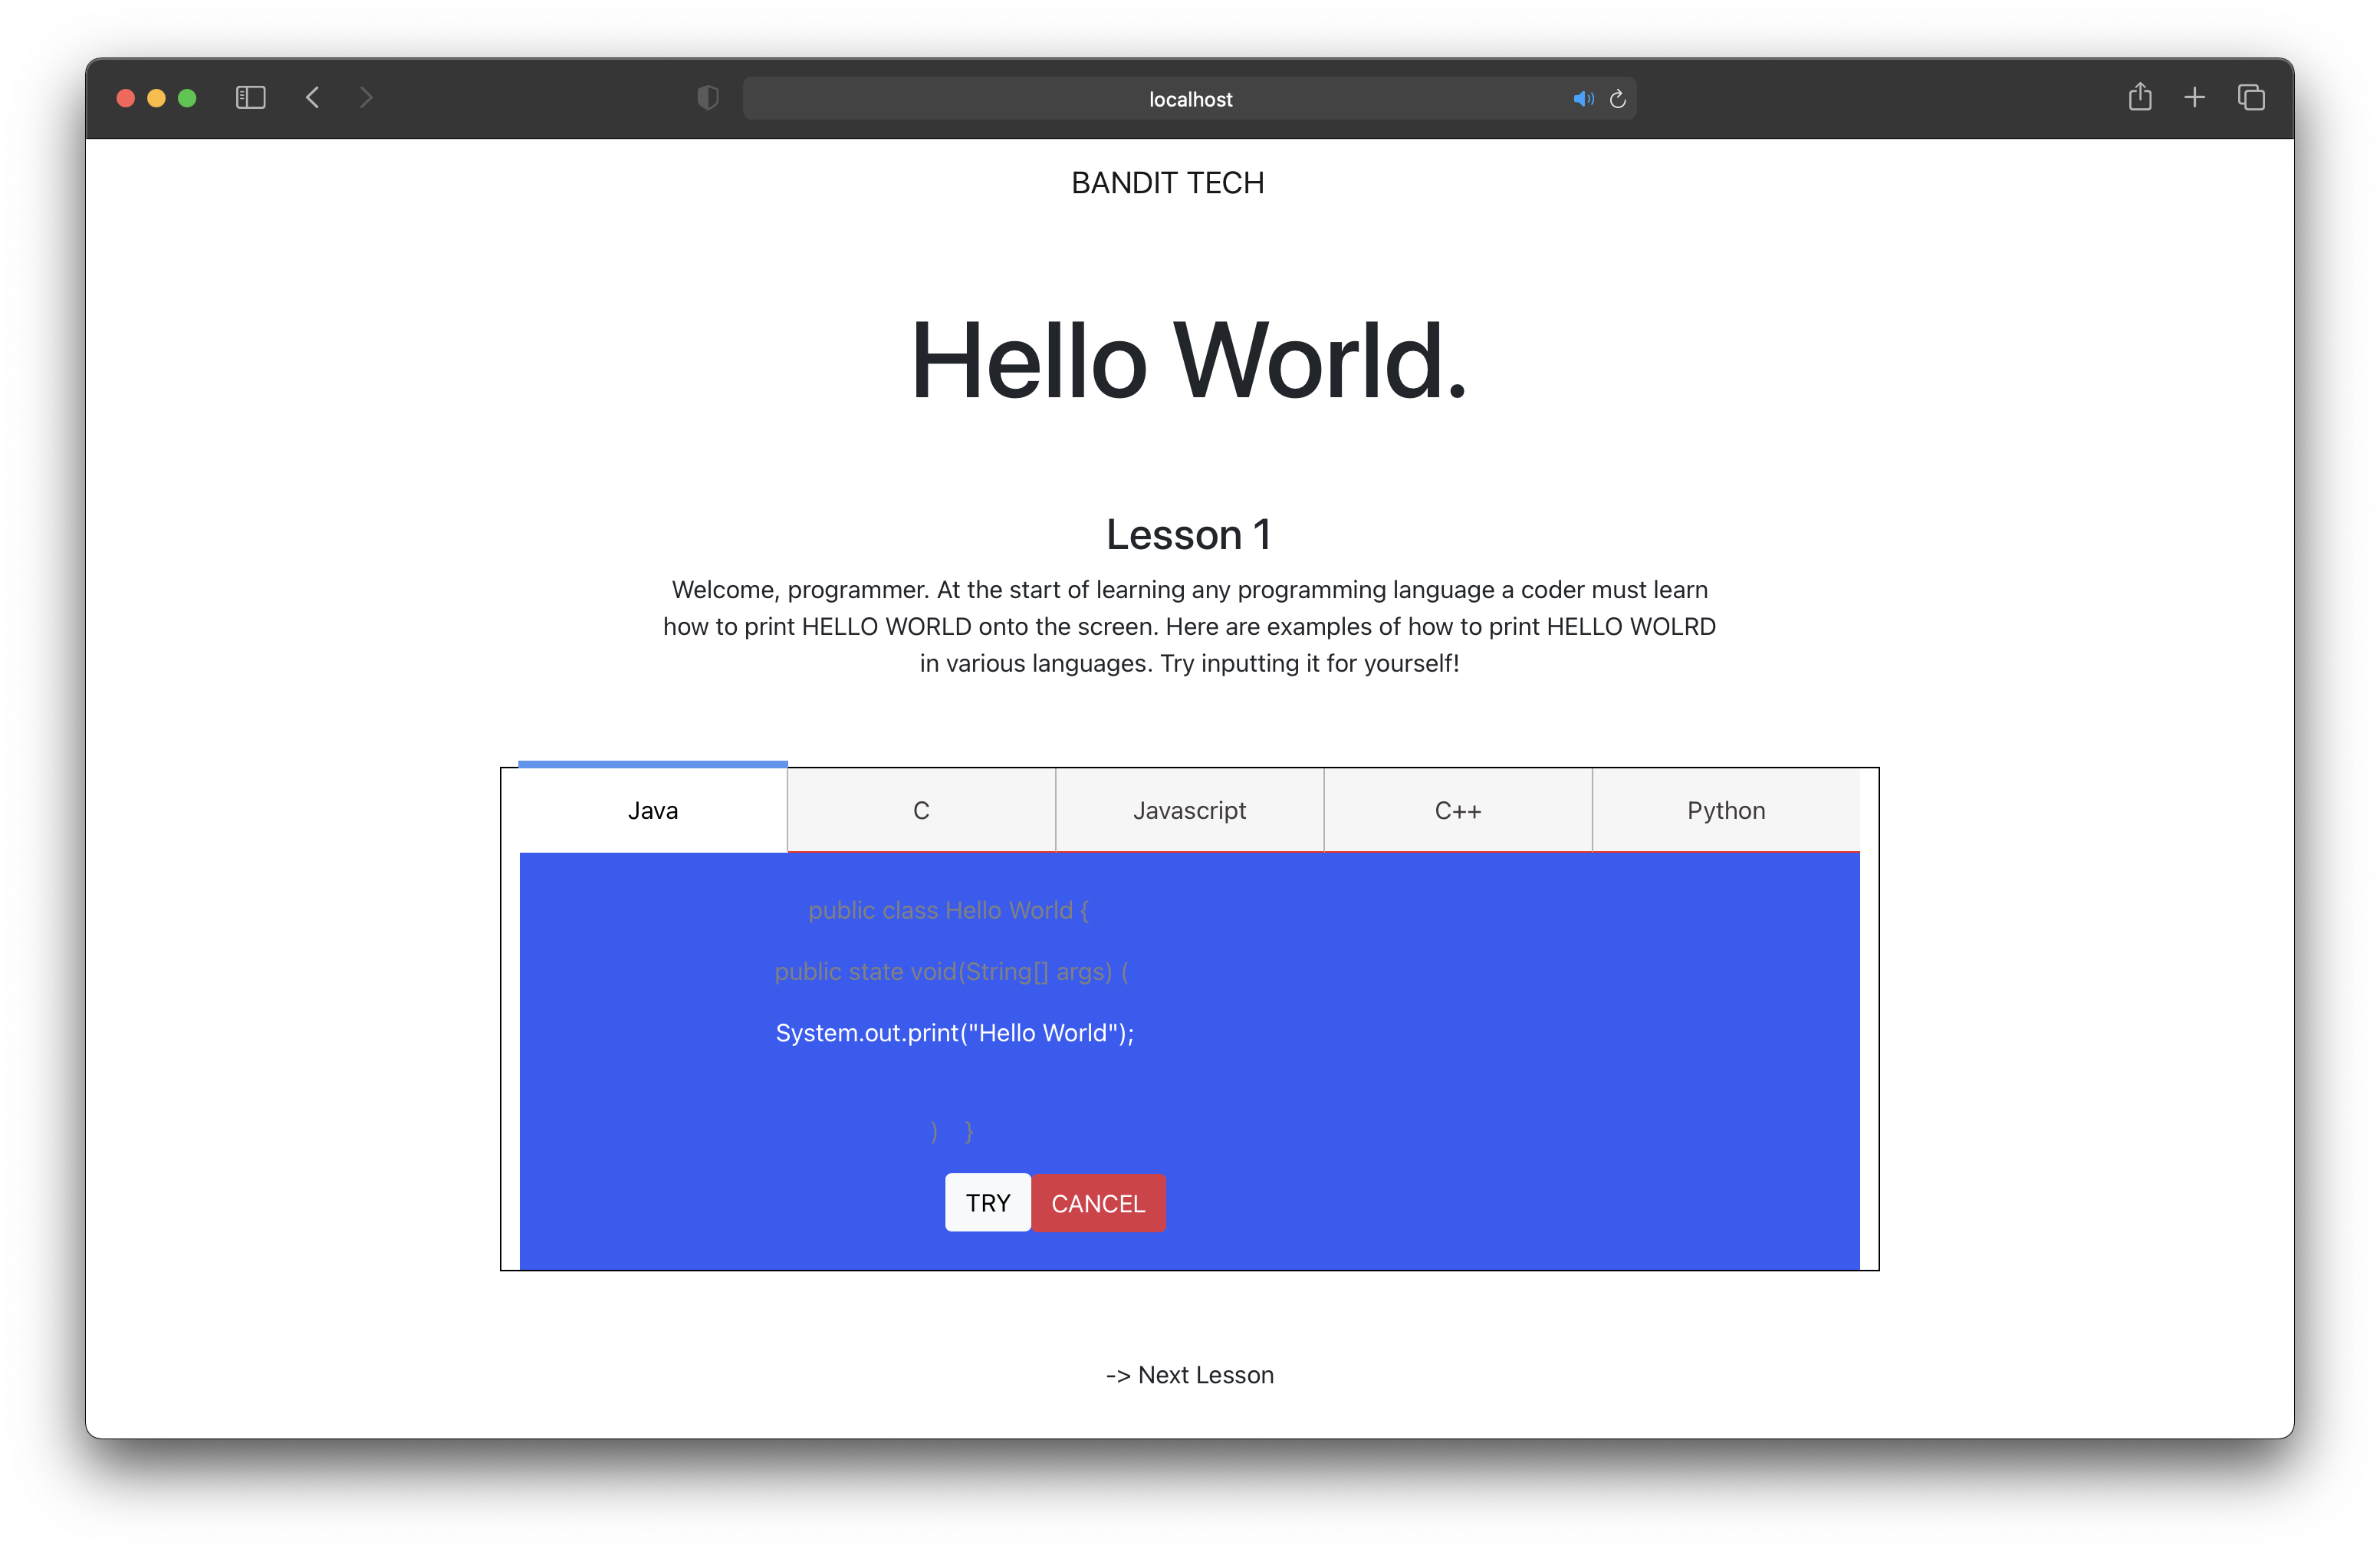 localhost
BANDIT TECH
Hello World.
Lesson 1
Welcome, programmer. At the start of learning any programming language a coder must learn
how to print HELLO WORLD onto the screen. Here are examples of how to print HELLO WOLRD
in various languages. Try inputting it for yourself!
Java C Javascript C++ Python
public class Hello World {
public state void(String[] args) (
System.out.print("Hello World");
) }
TRY CANCEL
-> Next Lesson